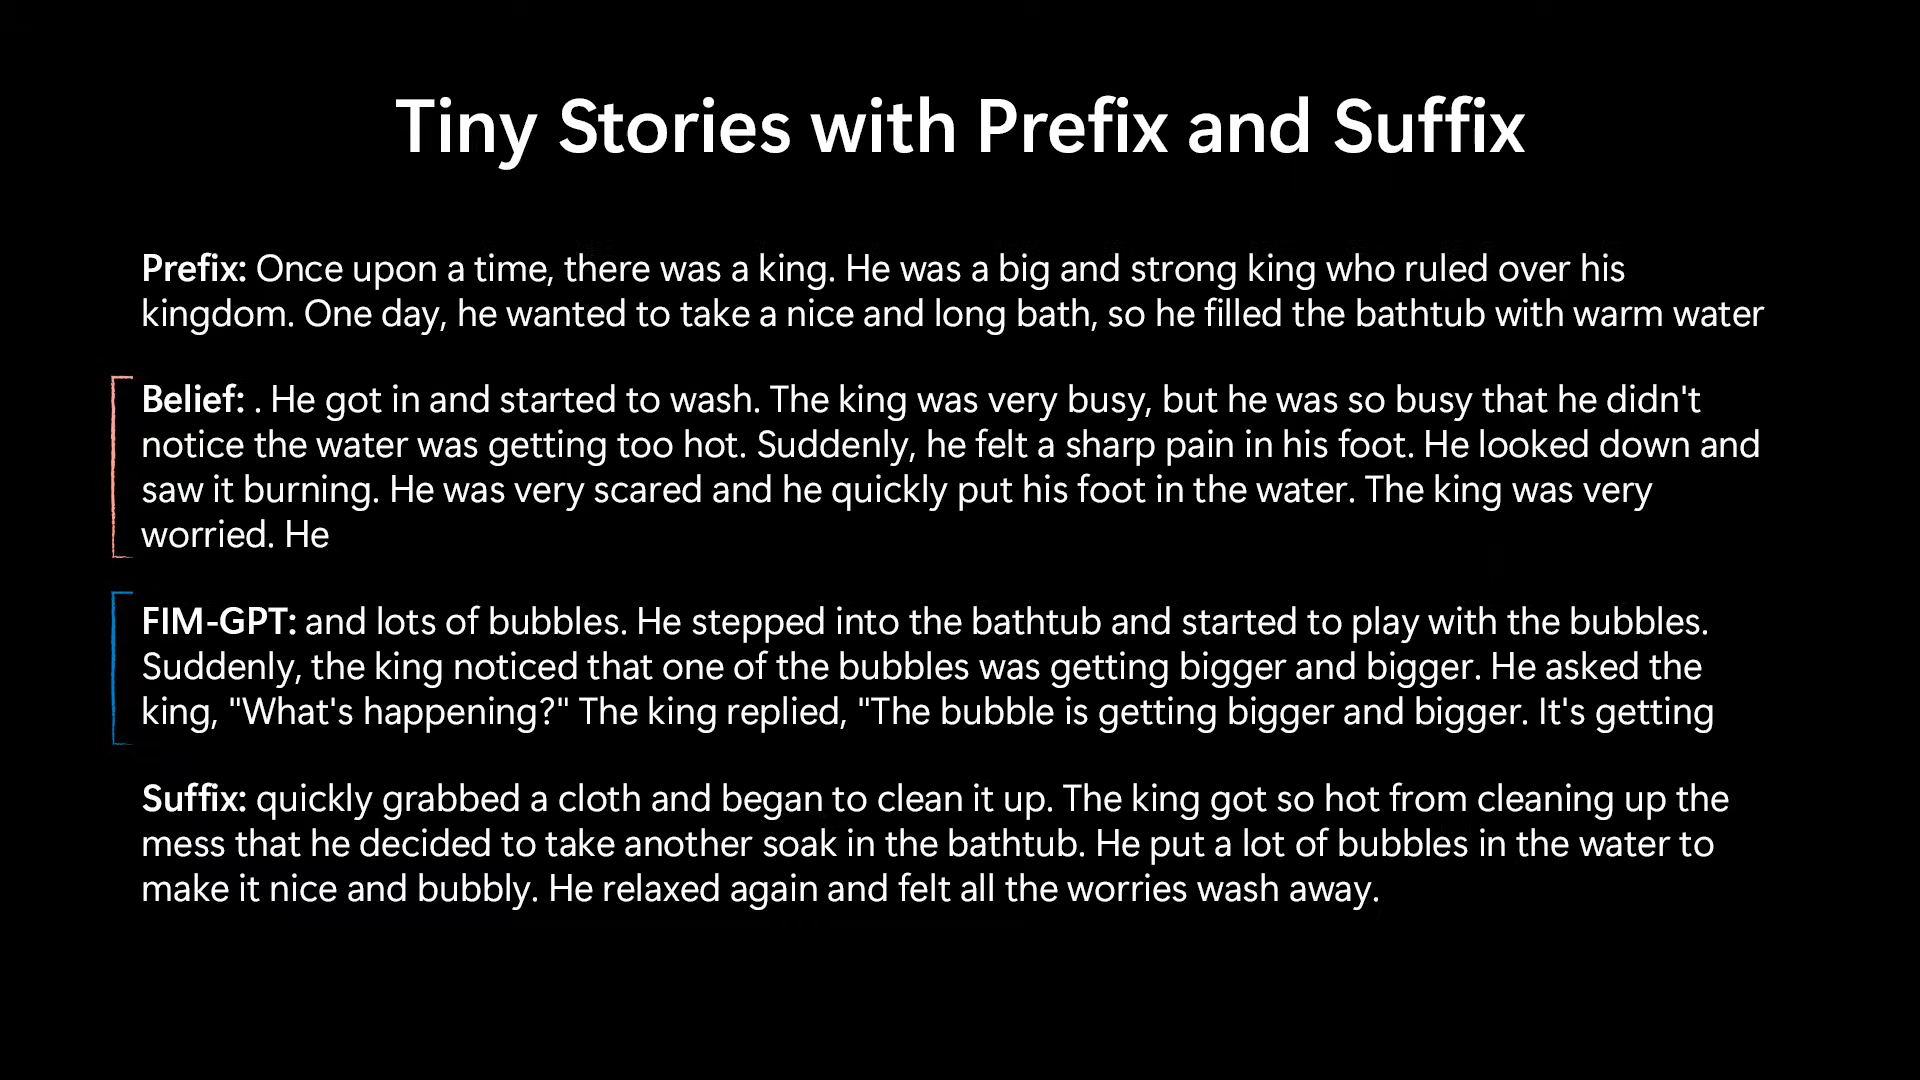 Tiny Stories with Prefix and Suffix
Prefix: Once upon a time, there was a king. He was a big and strong king who ruled over his
kingdom. One day, he wanted to take a nice and long bath, so he filled the bathtub with warm water
Belief: . He got in and started to wash. The king was very busy, but he was so busy that he didn't
notice the water was getting too hot. Suddenly, he felt a sharp pain in his foot. He looked down and
saw it burning. He was very scared and he quickly put his foot in the water. The king was very
worried. He
FIM-GPT: and lots of bubbles. He stepped into the bathtub and started to play with the bubbles.
Suddenly, the king noticed that one of the bubbles was getting bigger and bigger. He asked the
king, "What's happening?" The king replied, "The bubble is getting bigger and bigger. It's getting
Suffix: quickly grabbed a cloth and began to clean it up. The king got so hot from cleaning up the
mess that he decided to take another soak in the bathtub. He put a lot of bubbles in the water to
make it nice and bubbly. He relaxed again and felt all the worries wash away.